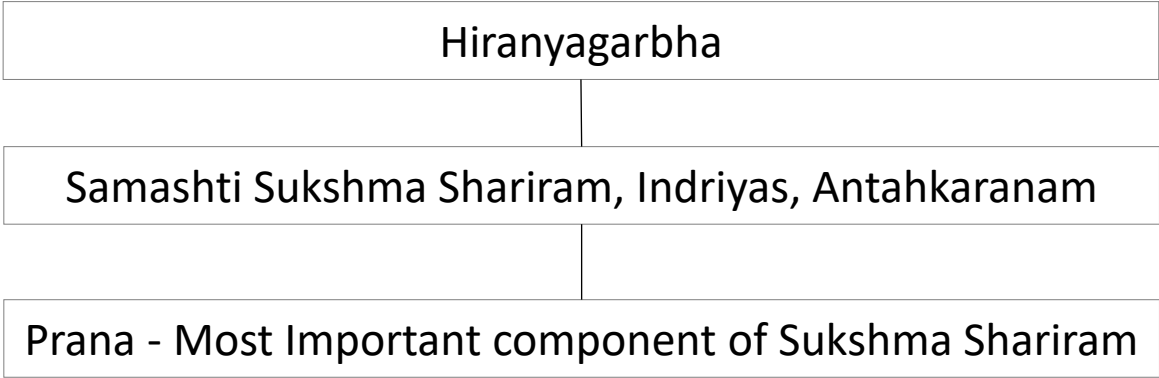 Hiranyagarbha
Samashti Sukshma Shariram, Indriyas, Antahkaranam
Prana - Most Important component of Sukshma Shariram